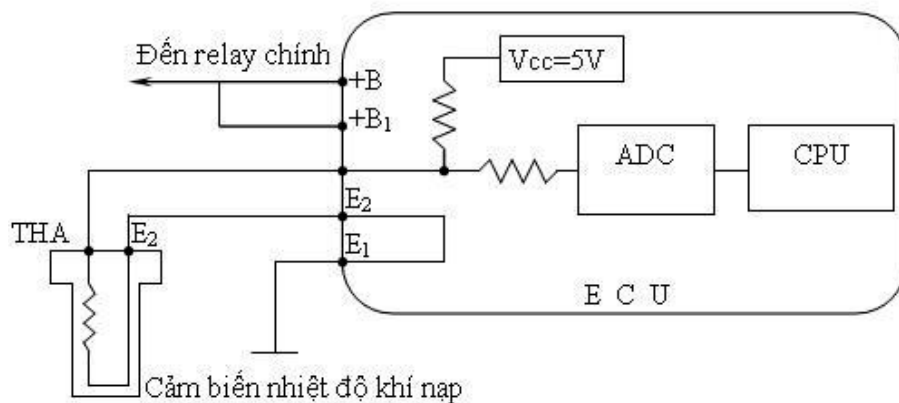 Đến relay chính
+B
Vcc=5V
+B₁
ADC
CPU
E₂
THA
E₂
E₁
E C U
Cảm biến nhiệt độ khí nạp